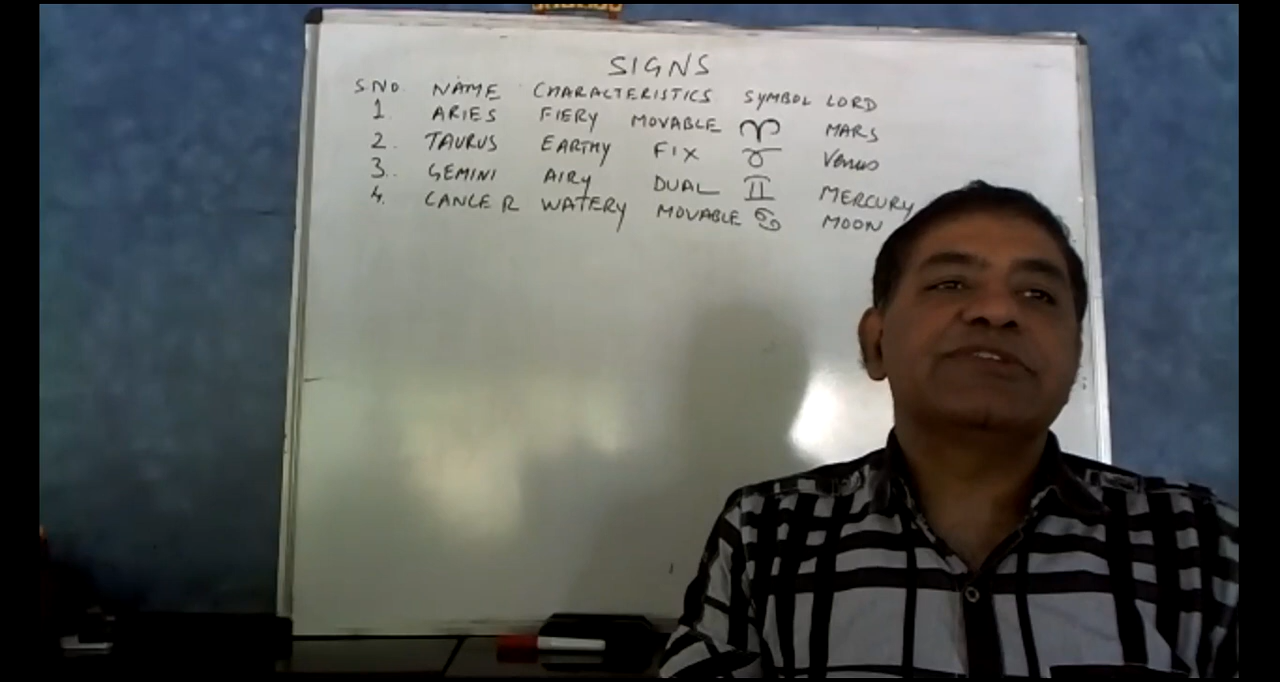 SIGNS
S.NO. NAME CHARACTERISTICS SYMBOL LORD
1. ARIES FIERY MOVABLE ♈ MARS
2. TAURUS EARTHY FIX ♉ Venus
3. GEMINI AIRY DUAL ♊ MERCURY
4. CANCER WATERY MOVABLE ♋ MOON